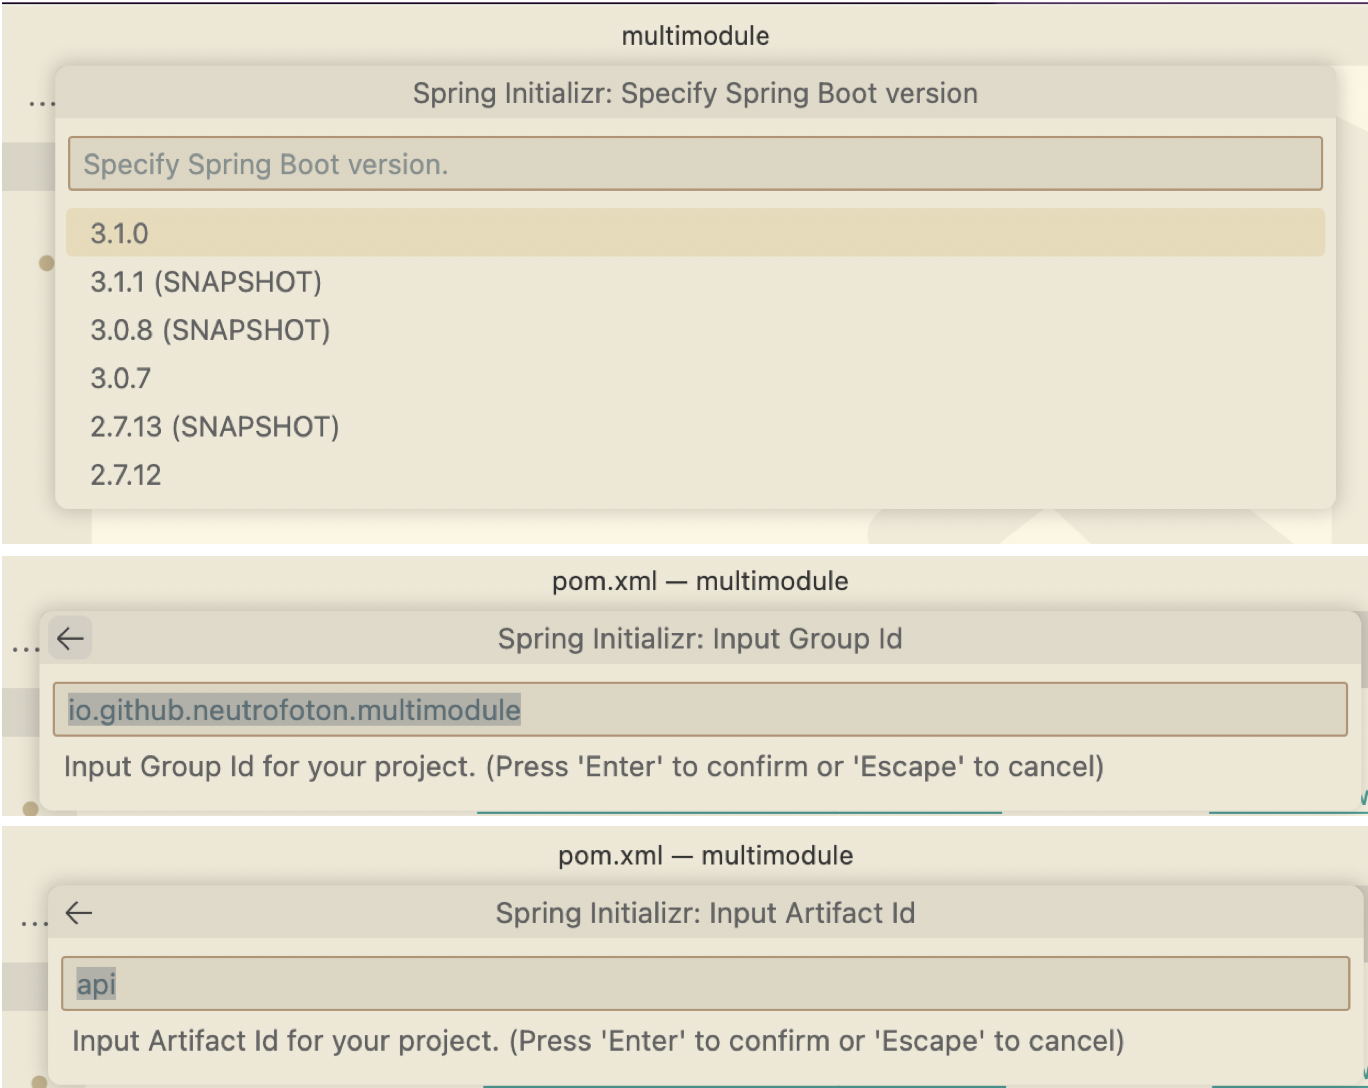 multimodule
...
Spring Initializr: Specify Spring Boot version
Specify Spring Boot version.
3.1.0
3.1.1 (SNAPSHOT)
3.0.8 (SNAPSHOT)
3.0.7
2.7.13 (SNAPSHOT)
2.7.12
pom.xml — multimodule
...
Spring Initializr: Input Group Id
io.github.neutrofoton.multimodule
Input Group Id for your project. (Press 'Enter' to confirm or 'Escape' to cancel)
pom.xml — multimodule
...
Spring Initializr: Input Artifact Id
api
Input Artifact Id for your project. (Press 'Enter' to confirm or 'Escape' to cancel)